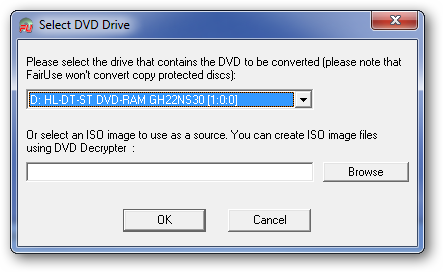 Select DVD Drive
Please select the drive that contains the DVD to be converted (please note that
FairUse won't convert copy protected discs):
D: HL-DT-ST DVD-RAM GH22NS30 [1:0:0]
Or select an ISO image to use as a source. You can create ISO image files
using DVD Decrypter :
Browse
OK
Cancel